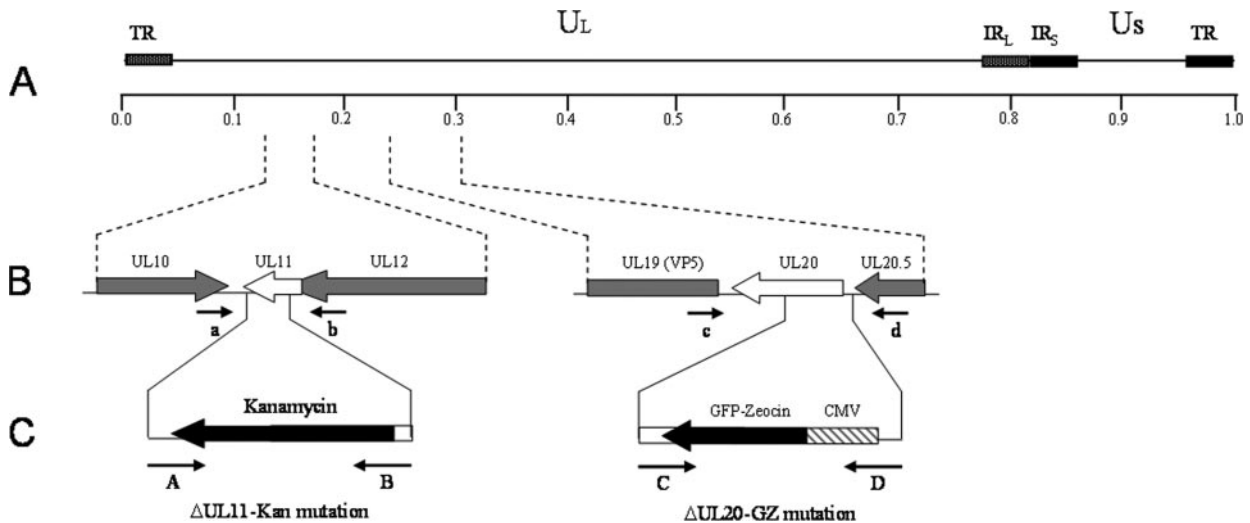 TR UL IRL IRS Us TR
A
0.0 0.1 0.2 0.3 0.4 0.5 0.6 0.7 0.8 0.9 1.0
UL10 UL11 UL12 UL19 (VP5) UL20 UL20.5
B
a b c d
Kanamycin GFP-Zeocin CMV
C
A B C D
ΔUL11-Kan mutation ΔUL20-GZ mutation